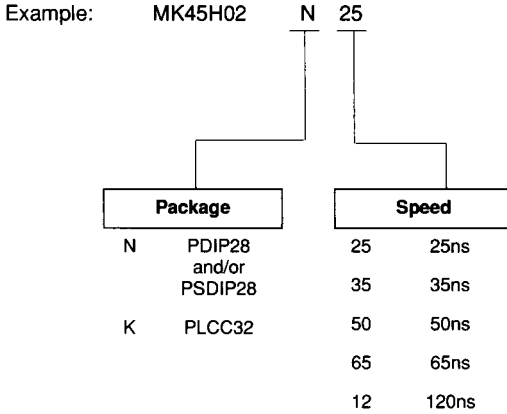 Example: MK45H02 N 25
Package Speed
N PDIP28 and/or PSDIP28
K PLCC32
25 25ns
35 35ns
50 50ns
65 65ns
12 120ns